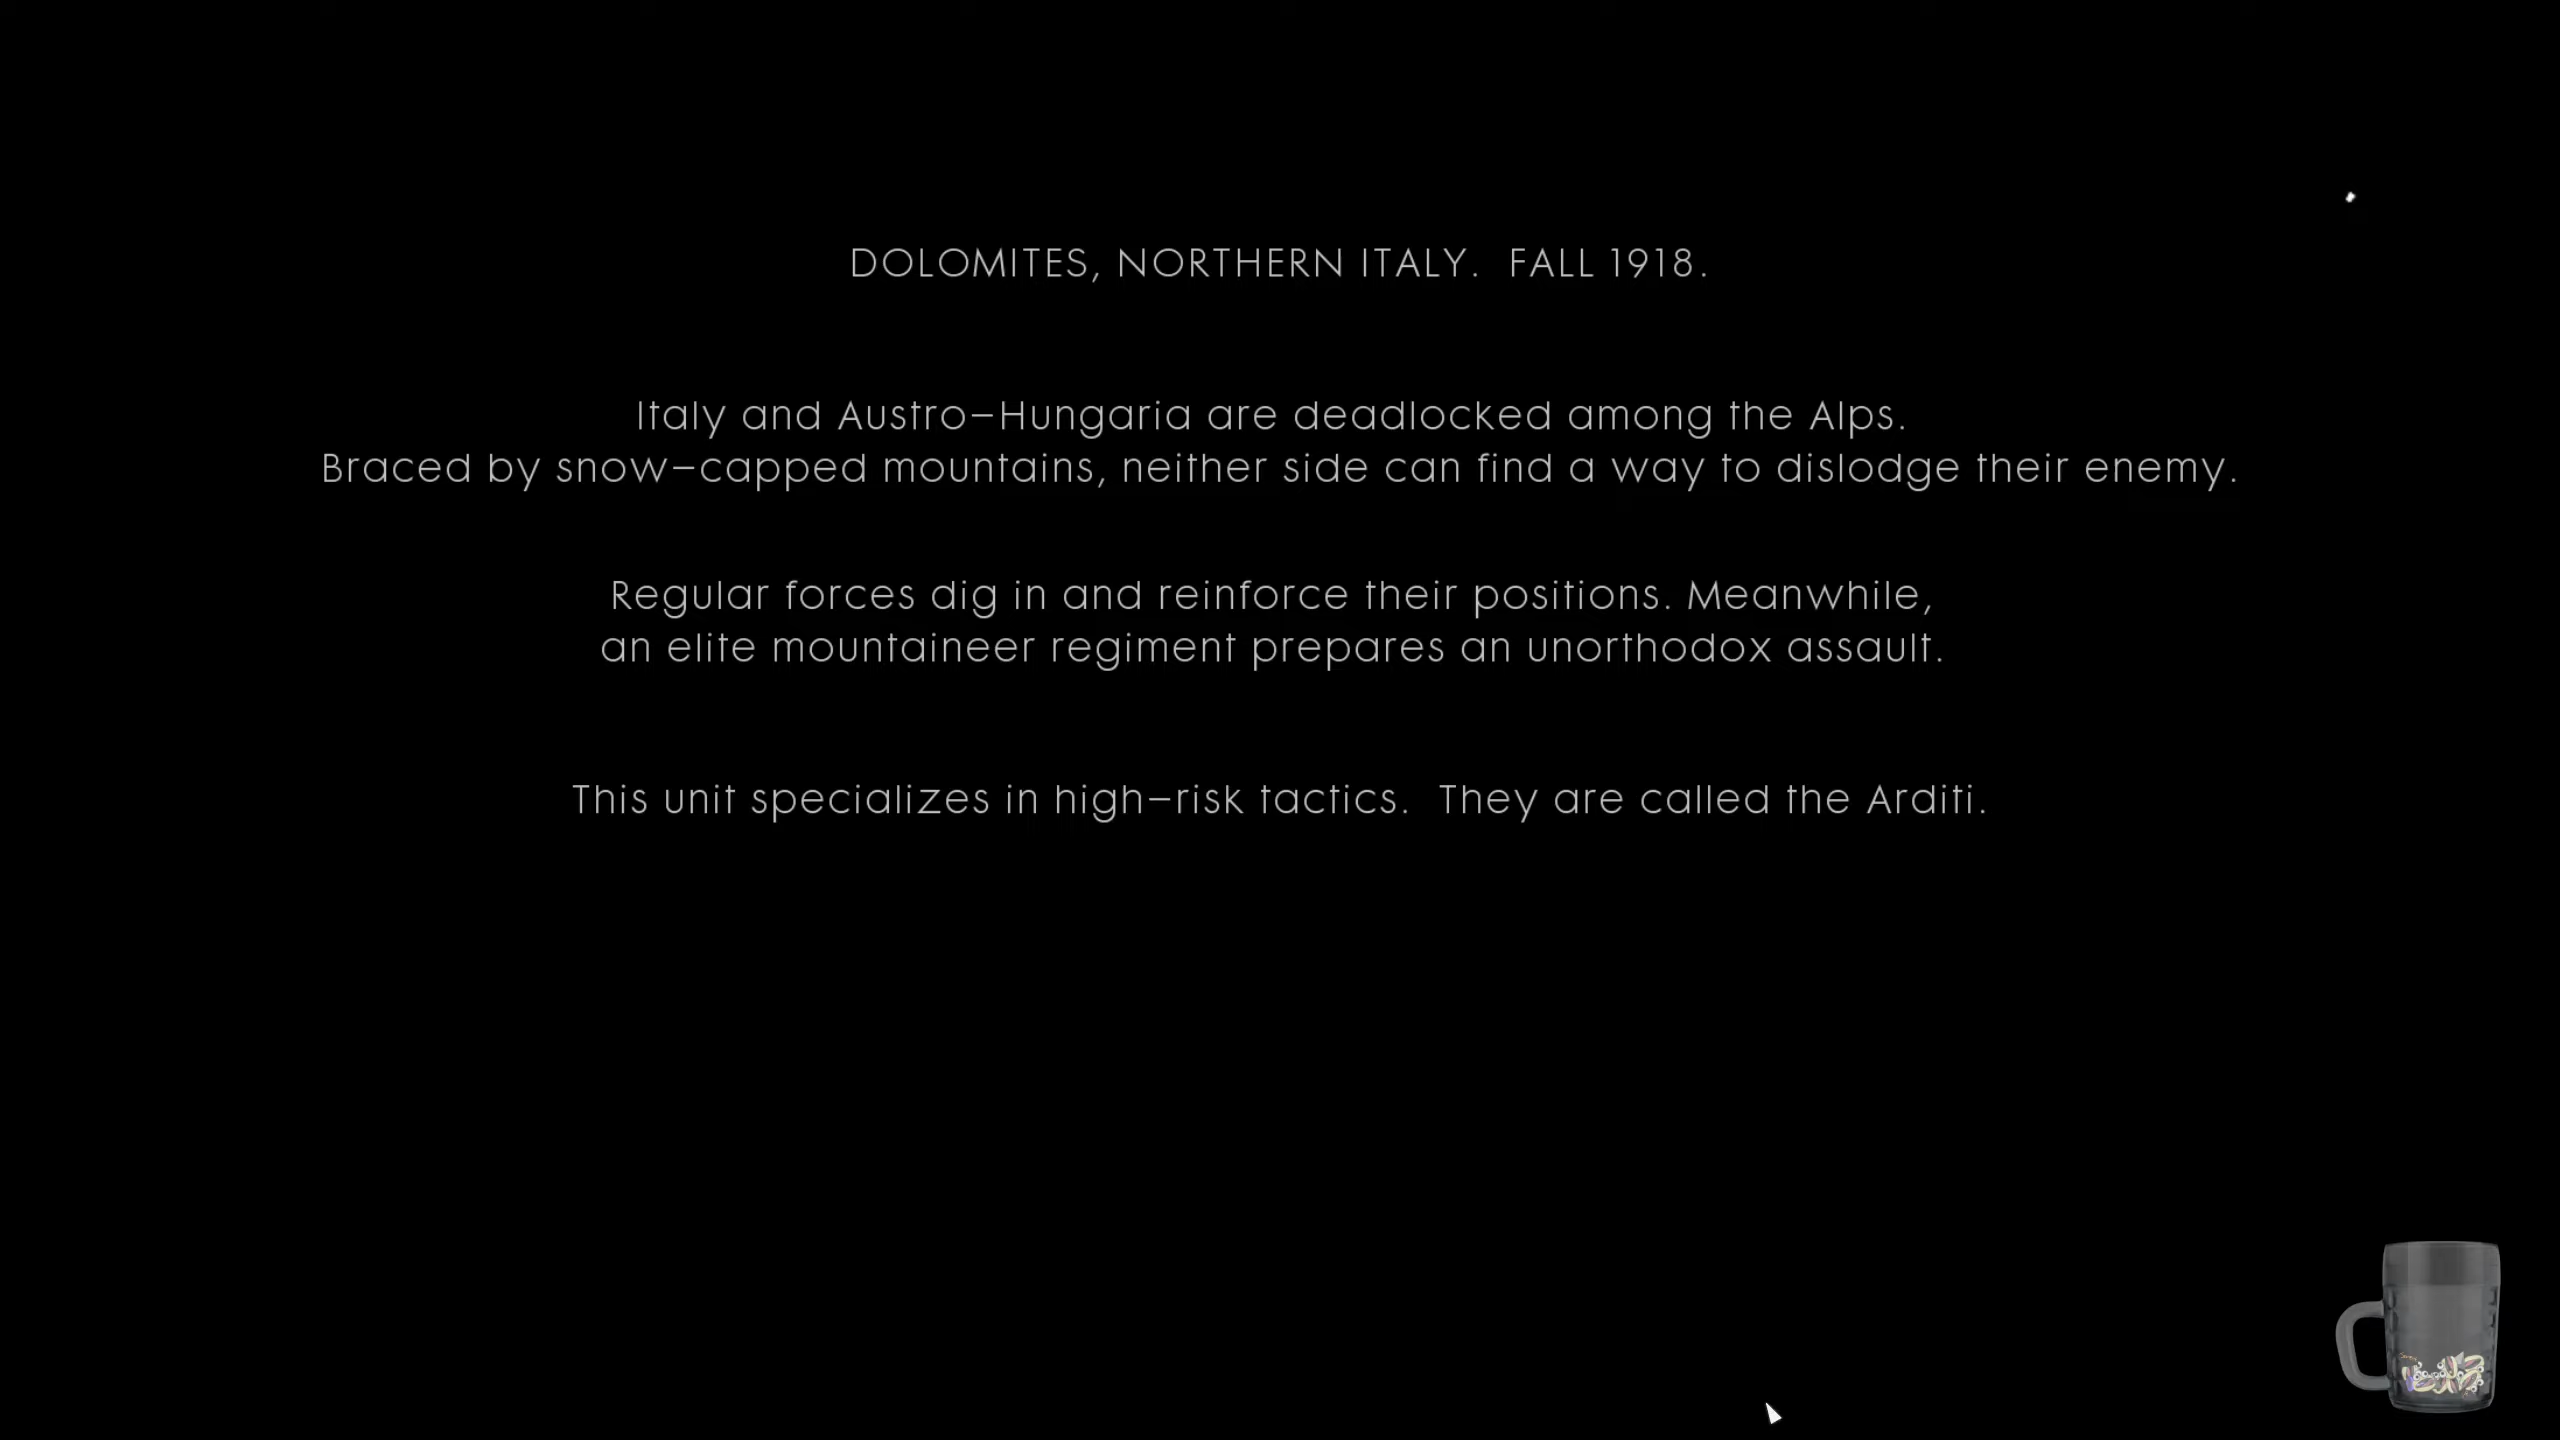 DOLOMITES, NORTHERN ITALY.  FALL 1918.
Italy and Austro-Hungaria are deadlocked among the Alps.
Braced by snow-capped mountains, neither side can find a way to dislodge their enemy.
Regular forces dig in and reinforce their positions. Meanwhile,
an elite mountaineer regiment prepares an unorthodox assault.
This unit specializes in high-risk tactics.  They are called the Arditi.